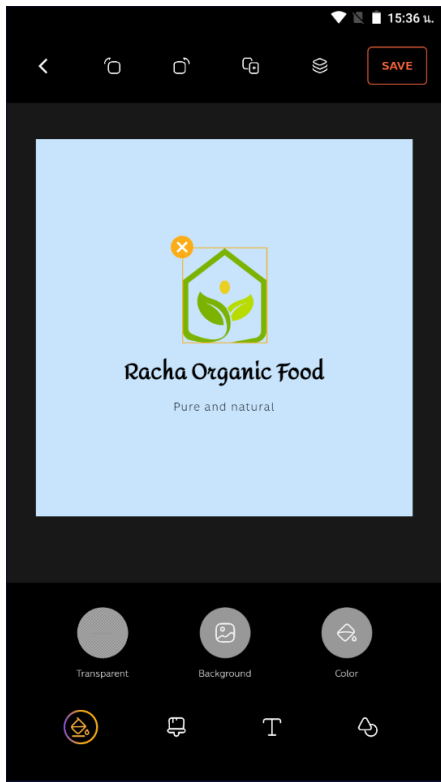 15:36 น.
SAVE
Racha Organic Food
Pure and natural
Transparent
Background
Color